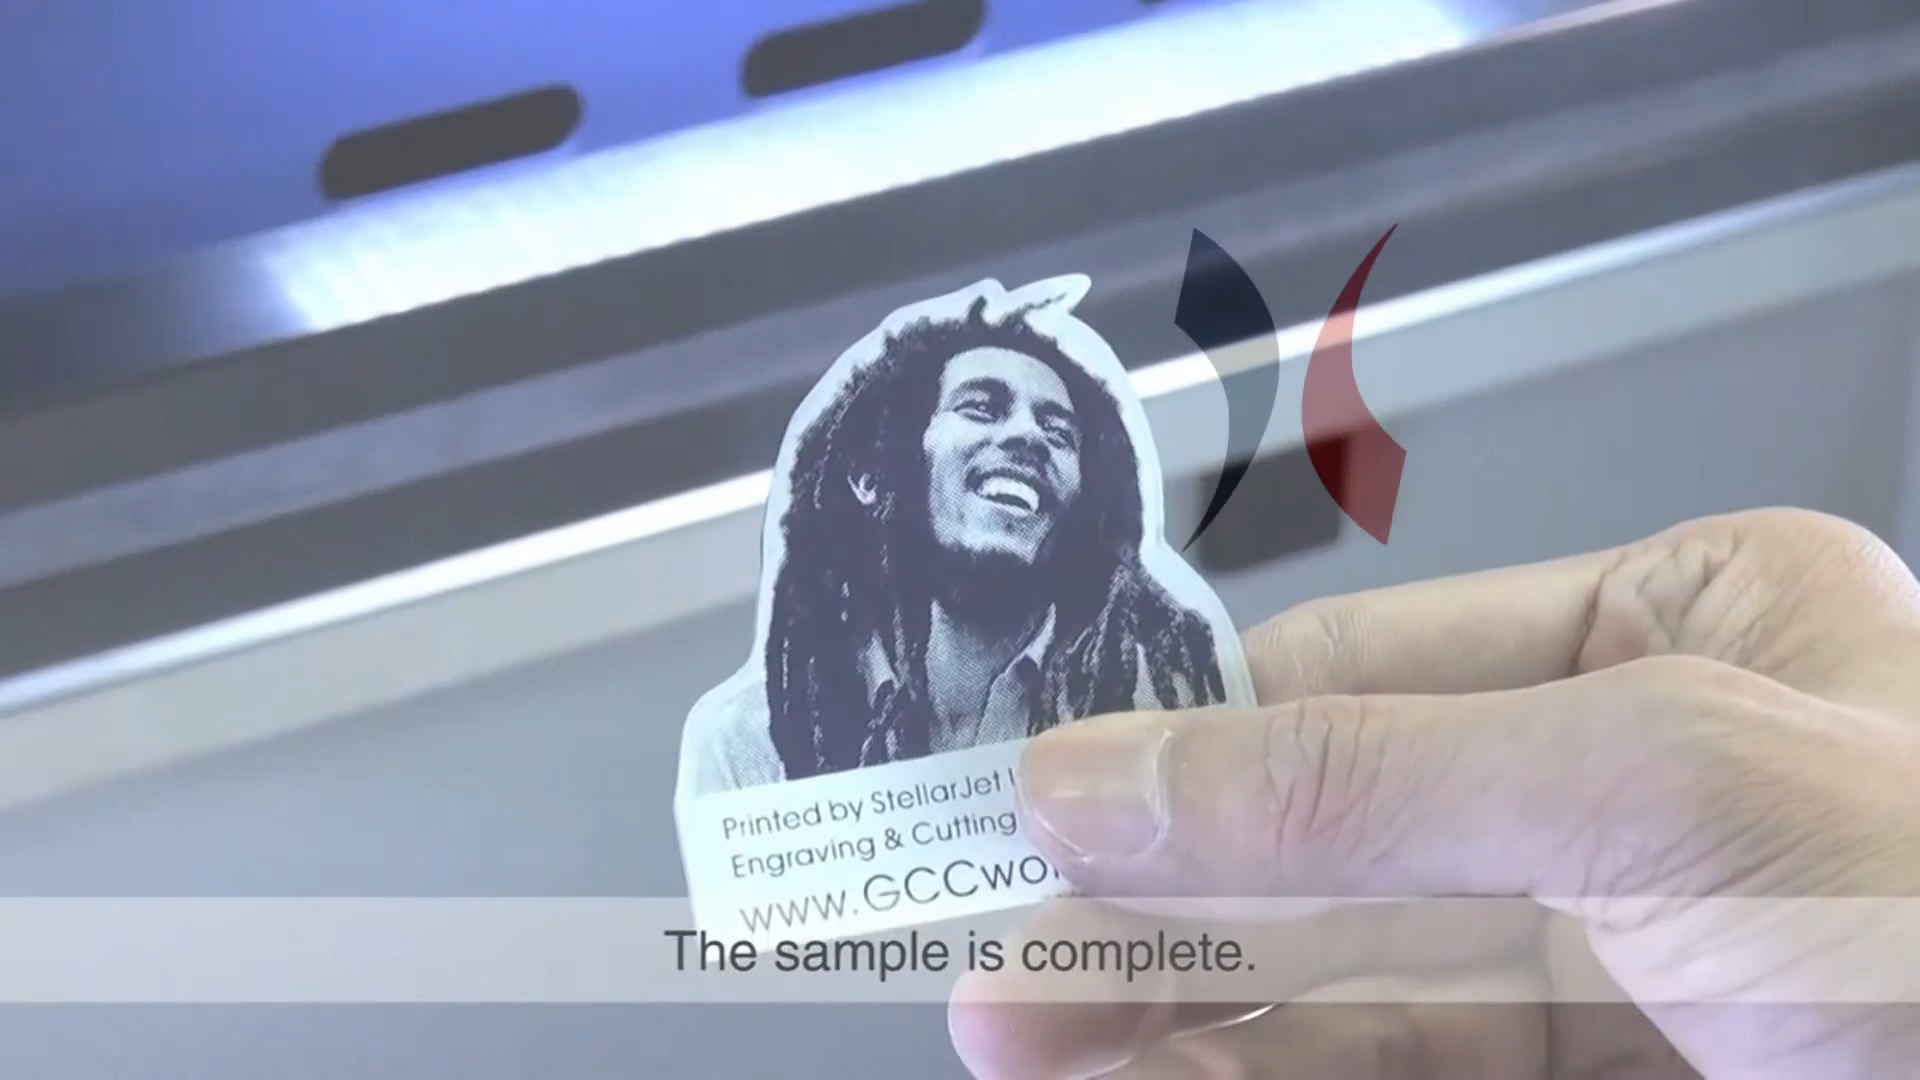 Printed by StellarJet
Engraving & Cutting
www.GCCwo
The sample is complete.